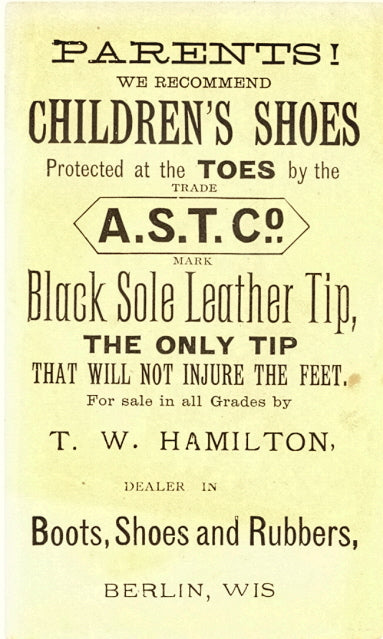 PARENTS!
WE RECOMMEND
CHILDREN'S SHOES
Protected at the TOES by the
TRADE
A.S.T. Co.
MARK
Black Sole Leather Tip,
THE ONLY TIP
THAT WILL NOT INJURE THE FEET.
For sale in all Grades by
T. W. HAMILTON,
DEALER IN
Boots, Shoes and Rubbers,
BERLIN, WIS